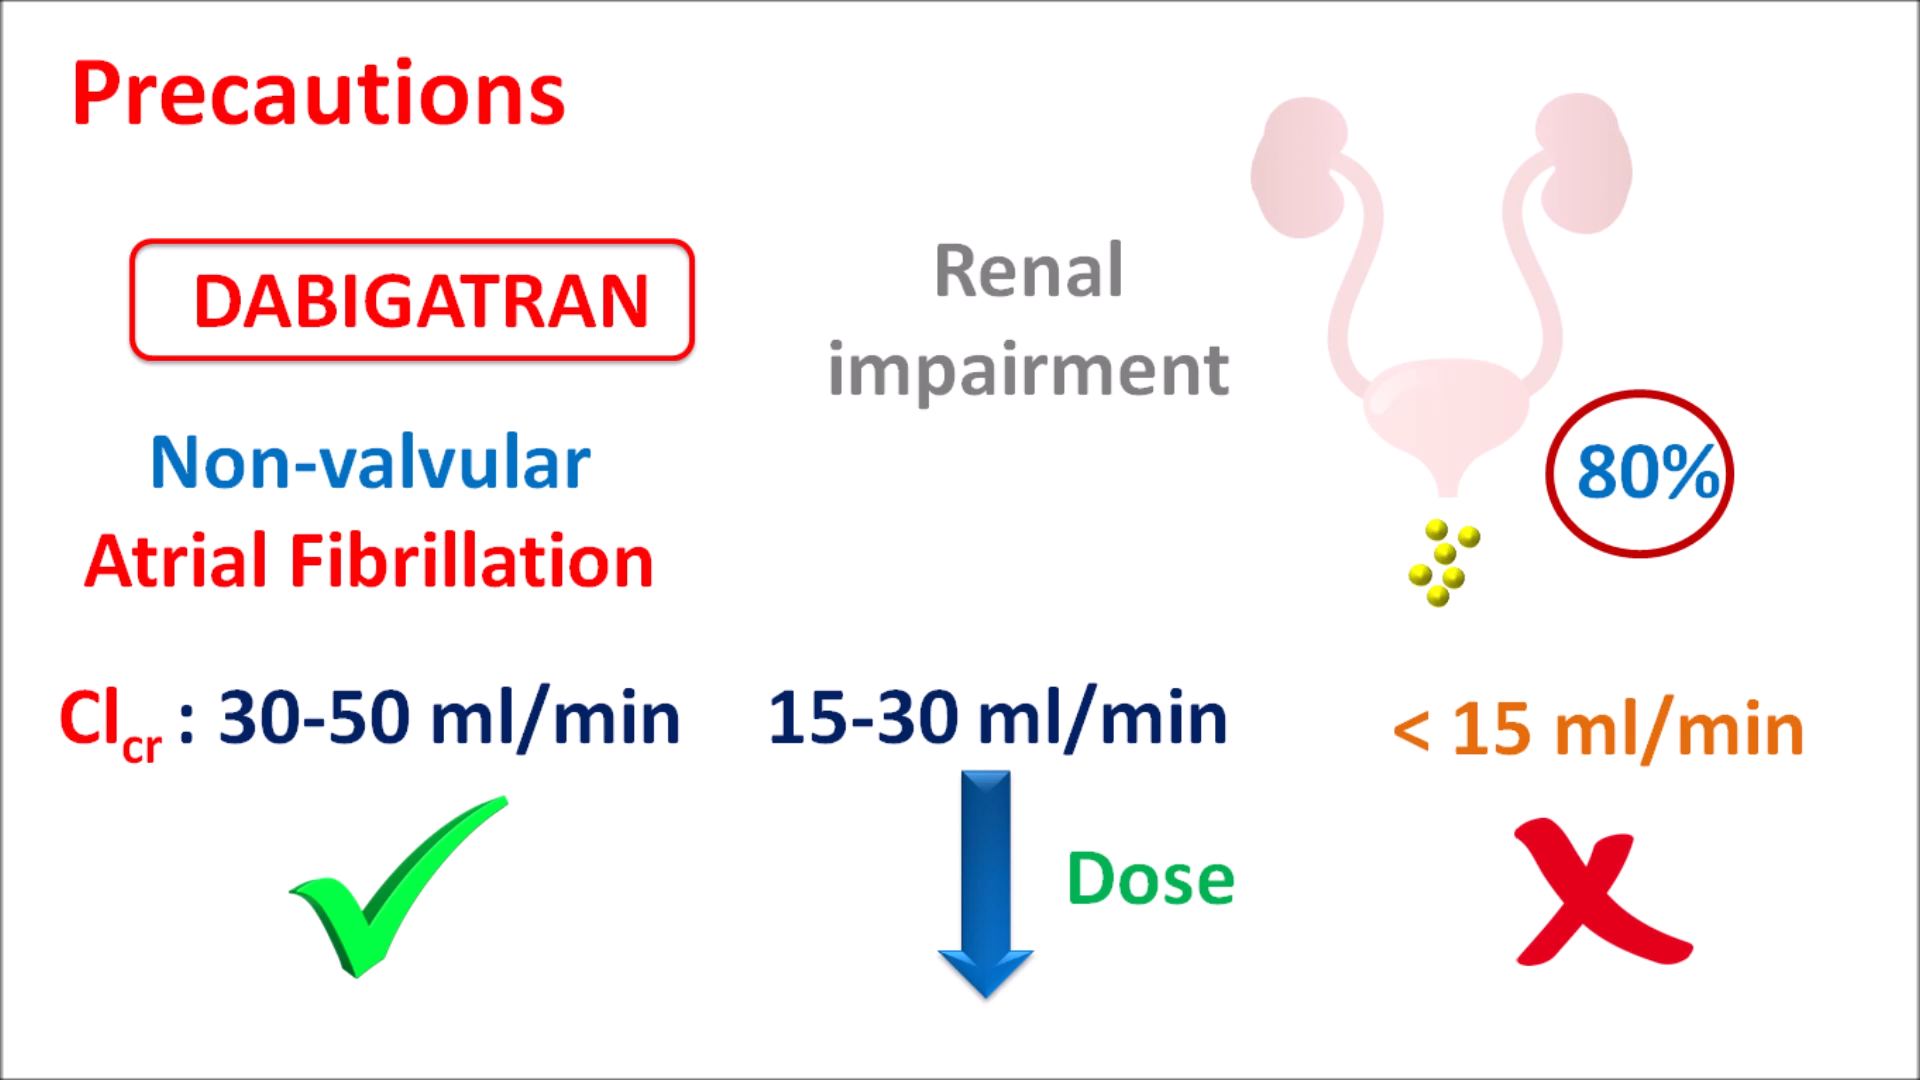 Precautions
DABIGATRAN
Renal
impairment
Non-valvular
Atrial Fibrillation
80%
Clcr : 30-50 ml/min
15-30 ml/min
< 15 ml/min
Dose